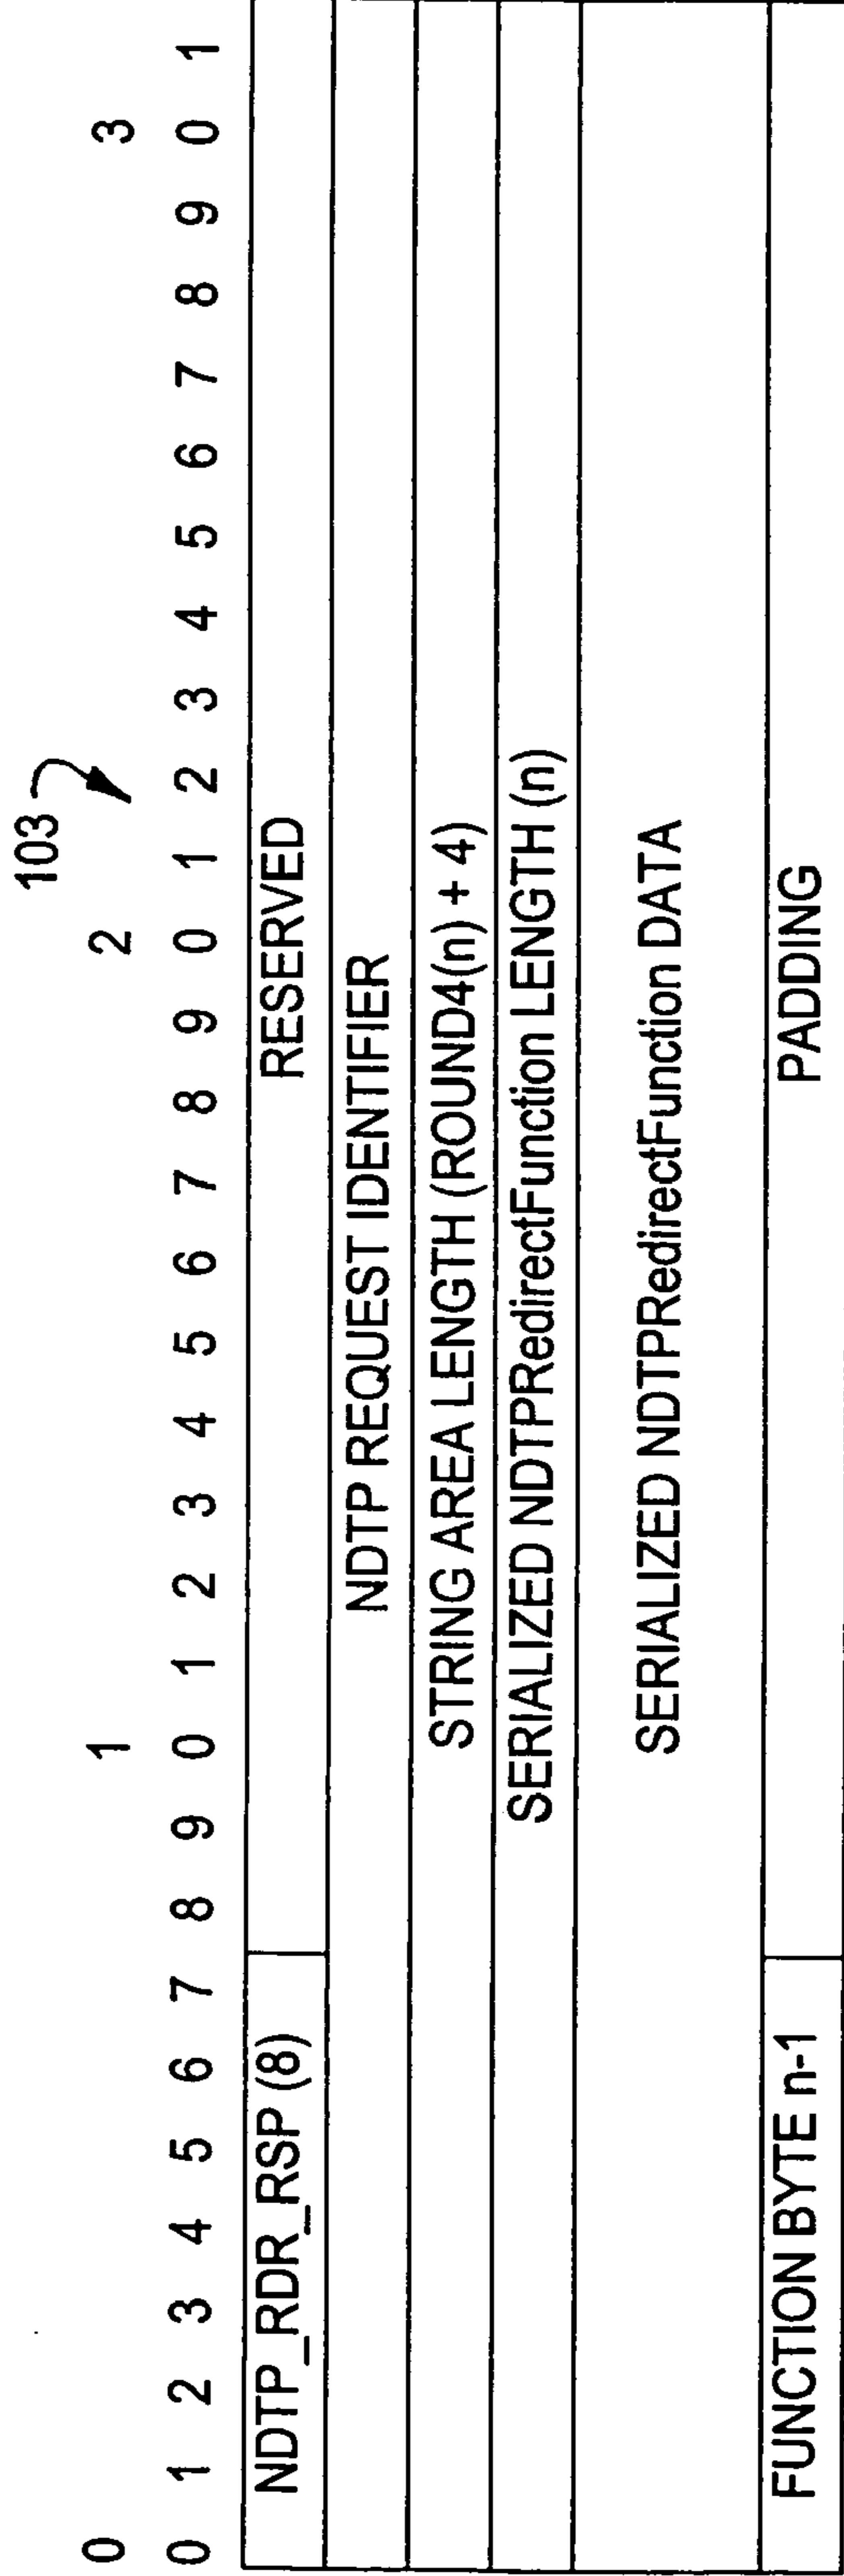 103
0 1 2 3
0 1 2 3 4 5 6 7 8 9 0 1 2 3 4 5 6 7 8 9 0 1 2 3 4 5 6 7 8 9 0 1
NDTP_RDR_RSP (8) RESERVED
NDTP REQUEST IDENTIFIER
STRING AREA LENGTH (ROUND4(n) + 4)
SERIALIZED NDTPRedirectFunction LENGTH (n)
SERIALIZED NDTPRedirectFunction DATA
FUNCTION BYTE n-1 PADDING